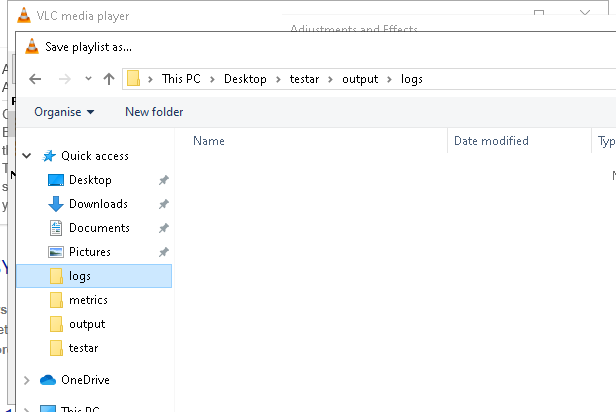 VLC media player
Adjustments and Effects
Save playlist as...
This PC > Desktop > testar > output > logs
Organise New folder
Name Date modified Typ
Quick access
Desktop
Downloads
Documents
Pictures
logs
metrics
output
testar
OneDrive
This PC